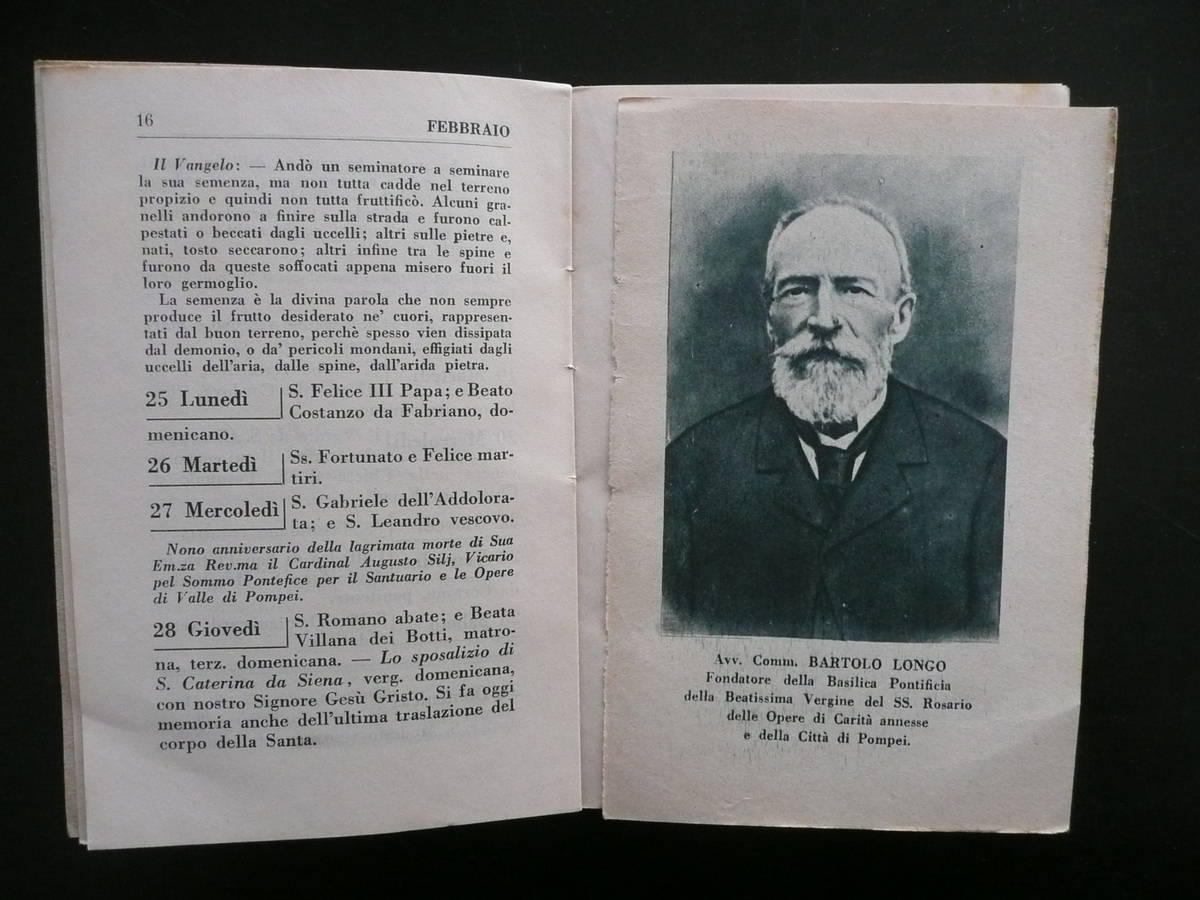 16
FEBBRAIO
Il Vangelo: — Andò un seminatore a seminare
la sua semenza, ma non tutta cadde nel terreno
propizio e quindi non tutta fruttificò. Alcuni gra-
nelli andorono a finire sulla strada e furono cal-
pestati o beccati dagli uccelli; altri sulle pietre e,
nati, tosto seccarono; altri infine tra le spine e
furono da queste soffocati appena misero fuori il
loro germoglio.
La semenza è la divina parola che non sempre
produce il frutto desiderato ne' cuori, rappresen-
tati dal buon terreno, perchè spesso vien dissipata
dal demonio, o da' pericoli mondani, effigiati dagli
uccelli dell'aria, dalle spine, dall'arida pietra.
25 Lunedì S. Felice III Papa; e Beato
Costanzo da Fabriano, do-
menicano.
26 Martedì Ss. Fortunato e Felice mar-
tiri.
27 Mercoledì S. Gabriele dell'Addolora-
ta; e S. Leandro vescovo.
Nono anniversario della lagrimata morte di Sua
Em.za Rev.ma il Cardinal Augusto Silj, Vicario
pel Sommo Pontefice per il Santuario e le Opere
di Valle di Pompei.
28 Giovedì S. Romano abate; e Beata
Villana dei Botti, matro-
na, terz. domenicana. — Lo sposalizio di
S. Caterina da Siena, verg. domenicana,
con nostro Signore Gesù Gristo. Si fa oggi
memoria anche dell'ultima traslazione del
corpo della Santa.
Avv. Comm. BARTOLO LONGO
Fondatore della Basilica Pontificia
della Beatissima Vergine del SS. Rosario
delle Opere di Carità annesse
e della Città di Pompei.